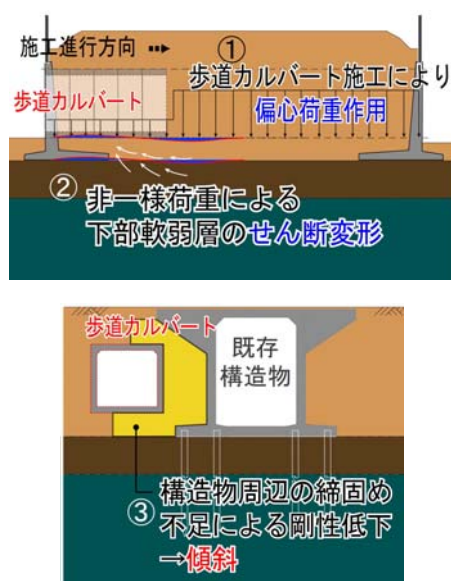 施工進行方向 ①
歩道カルバート施工により
偏心荷重作用
歩道カルバート
② 非一様荷重による
下部軟弱層のせん断変形
歩道カルバート
既存
構造物
③ 構造物周辺の締固め
不足による剛性低下
→傾斜